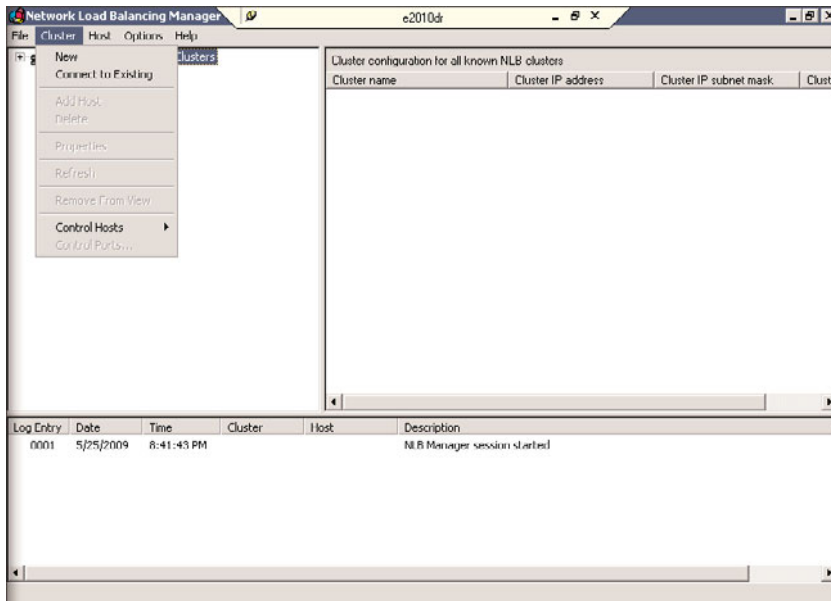 Network Load Balancing Manager
e2010dr
File Cluster Host Options Help
Clusters
New
Connect to Existing
Add Host
Delete
Properties
Refresh
Remove From View
Control Hosts
Control Ports...
Cluster configuration for all known NLB clusters
Cluster name Cluster IP address Cluster IP subnet mask Clust
Log Entry Date Time Cluster Host Description
0001 5/25/2009 8:41:43 PM NLB Manager session started